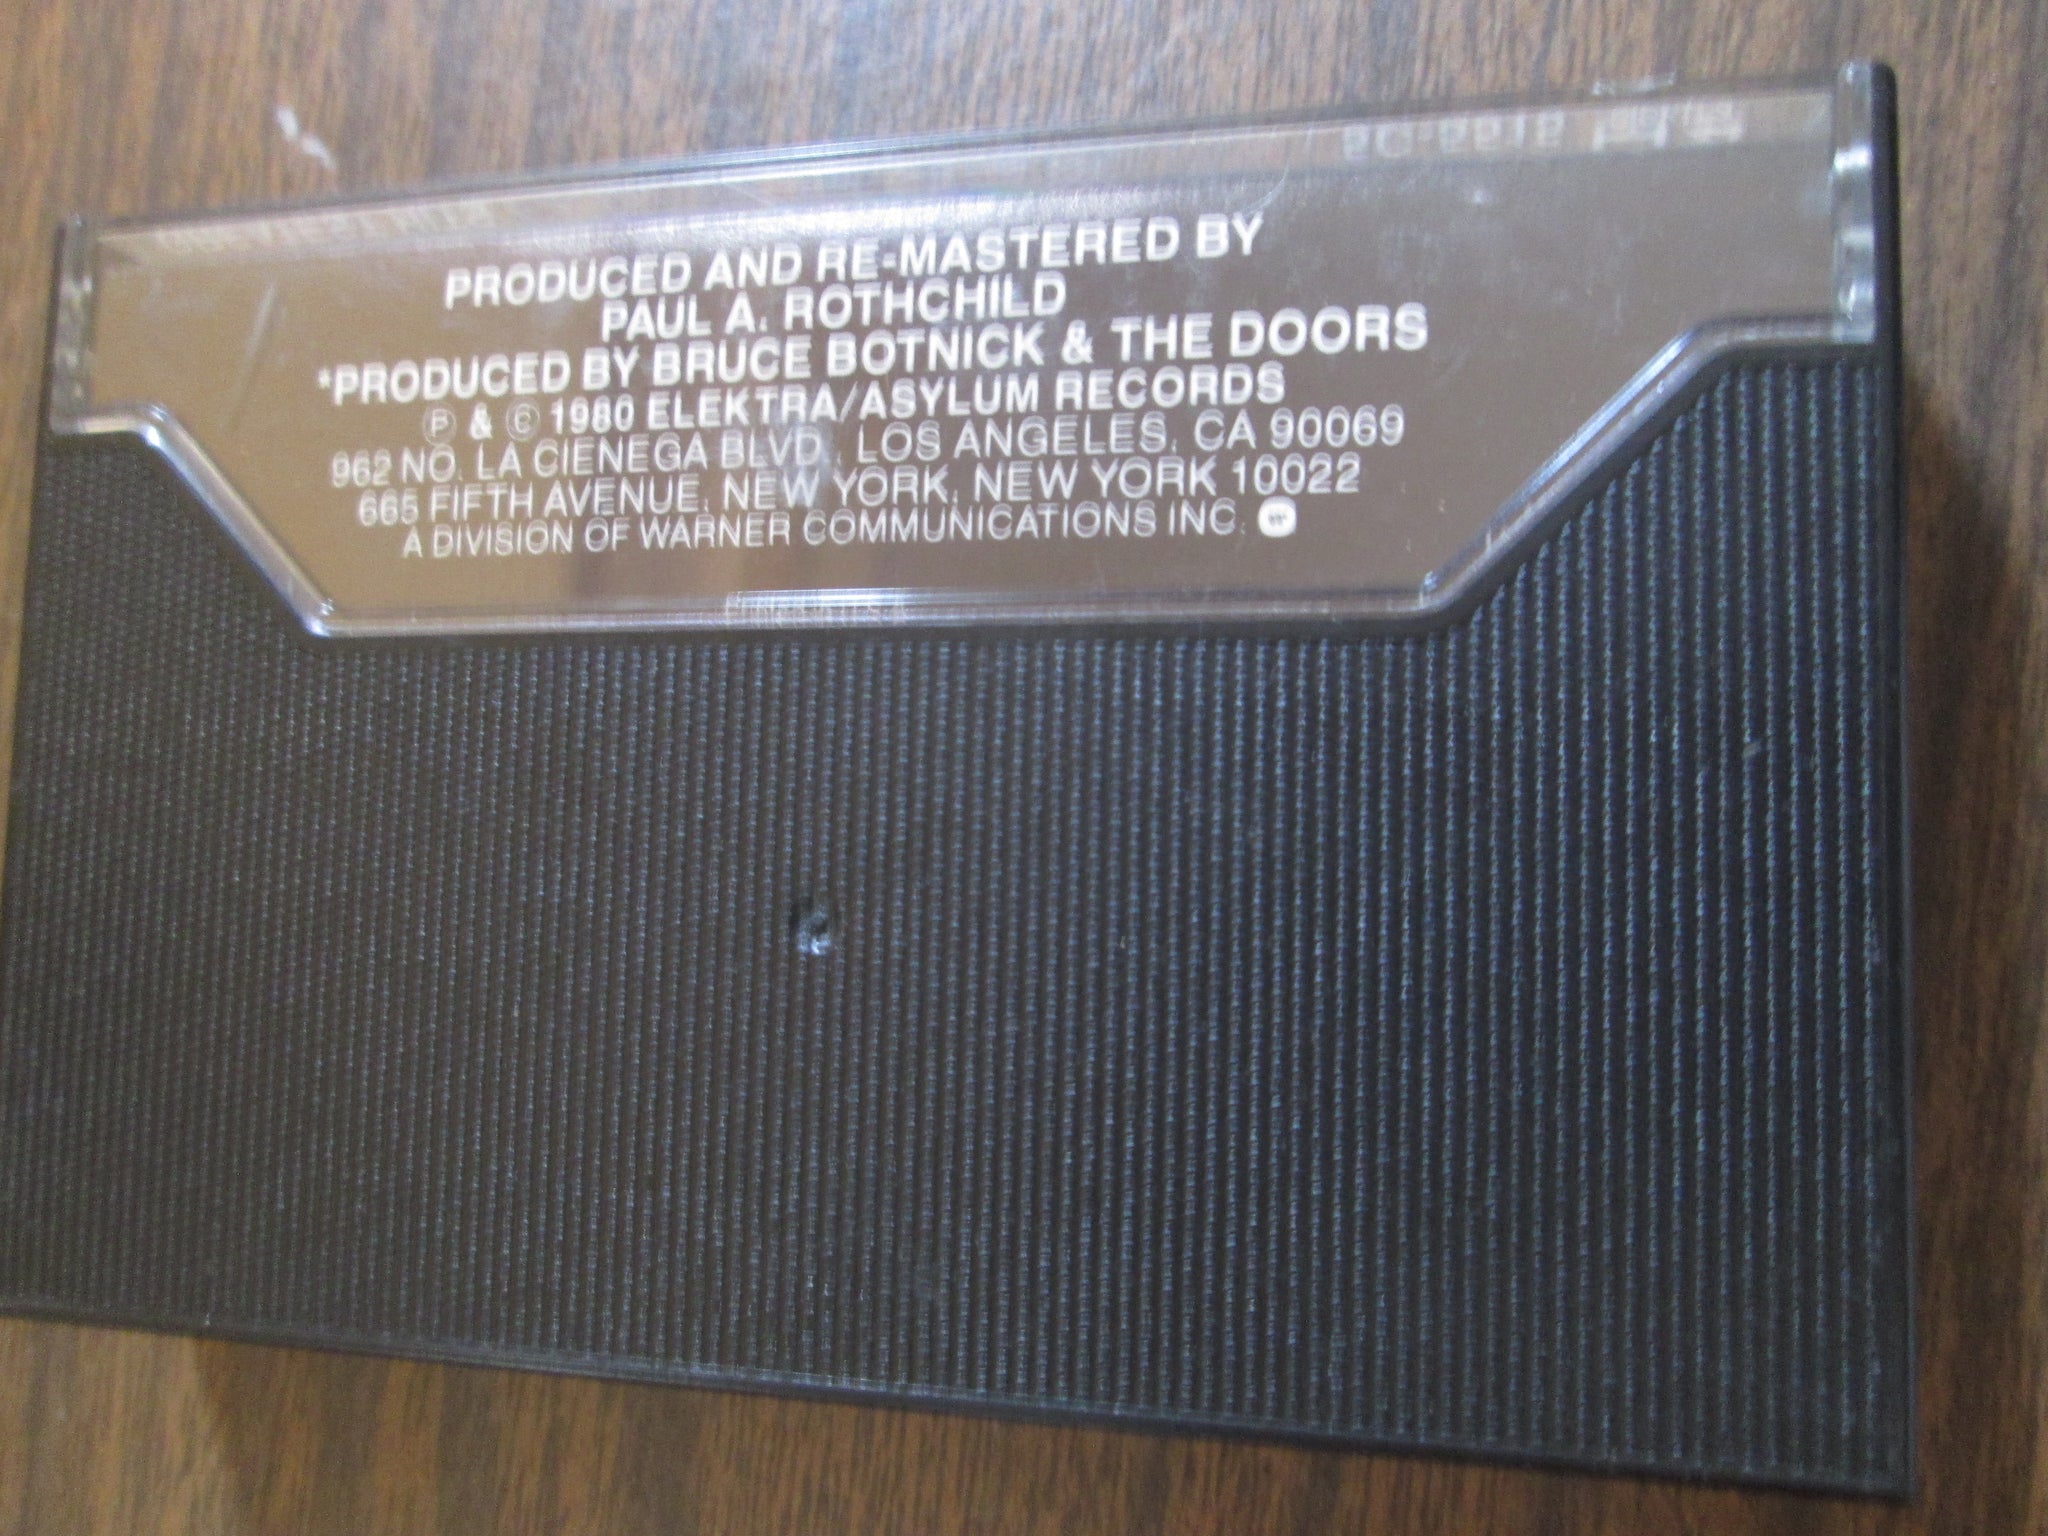 PRODUCED AND RE-MASTERED BY
PAUL A. ROTHCHILD
*PRODUCED BY BRUCE BOTNICK & THE DOORS
℗ & © 1980 ELEKTRA/ASYLUM RECORDS
962 NO. LA CIENEGA BLVD., LOS ANGELES, CA 90069
665 FIFTH AVENUE, NEW YORK, NEW YORK 10022
A DIVISION OF WARNER COMMUNICATIONS INC.